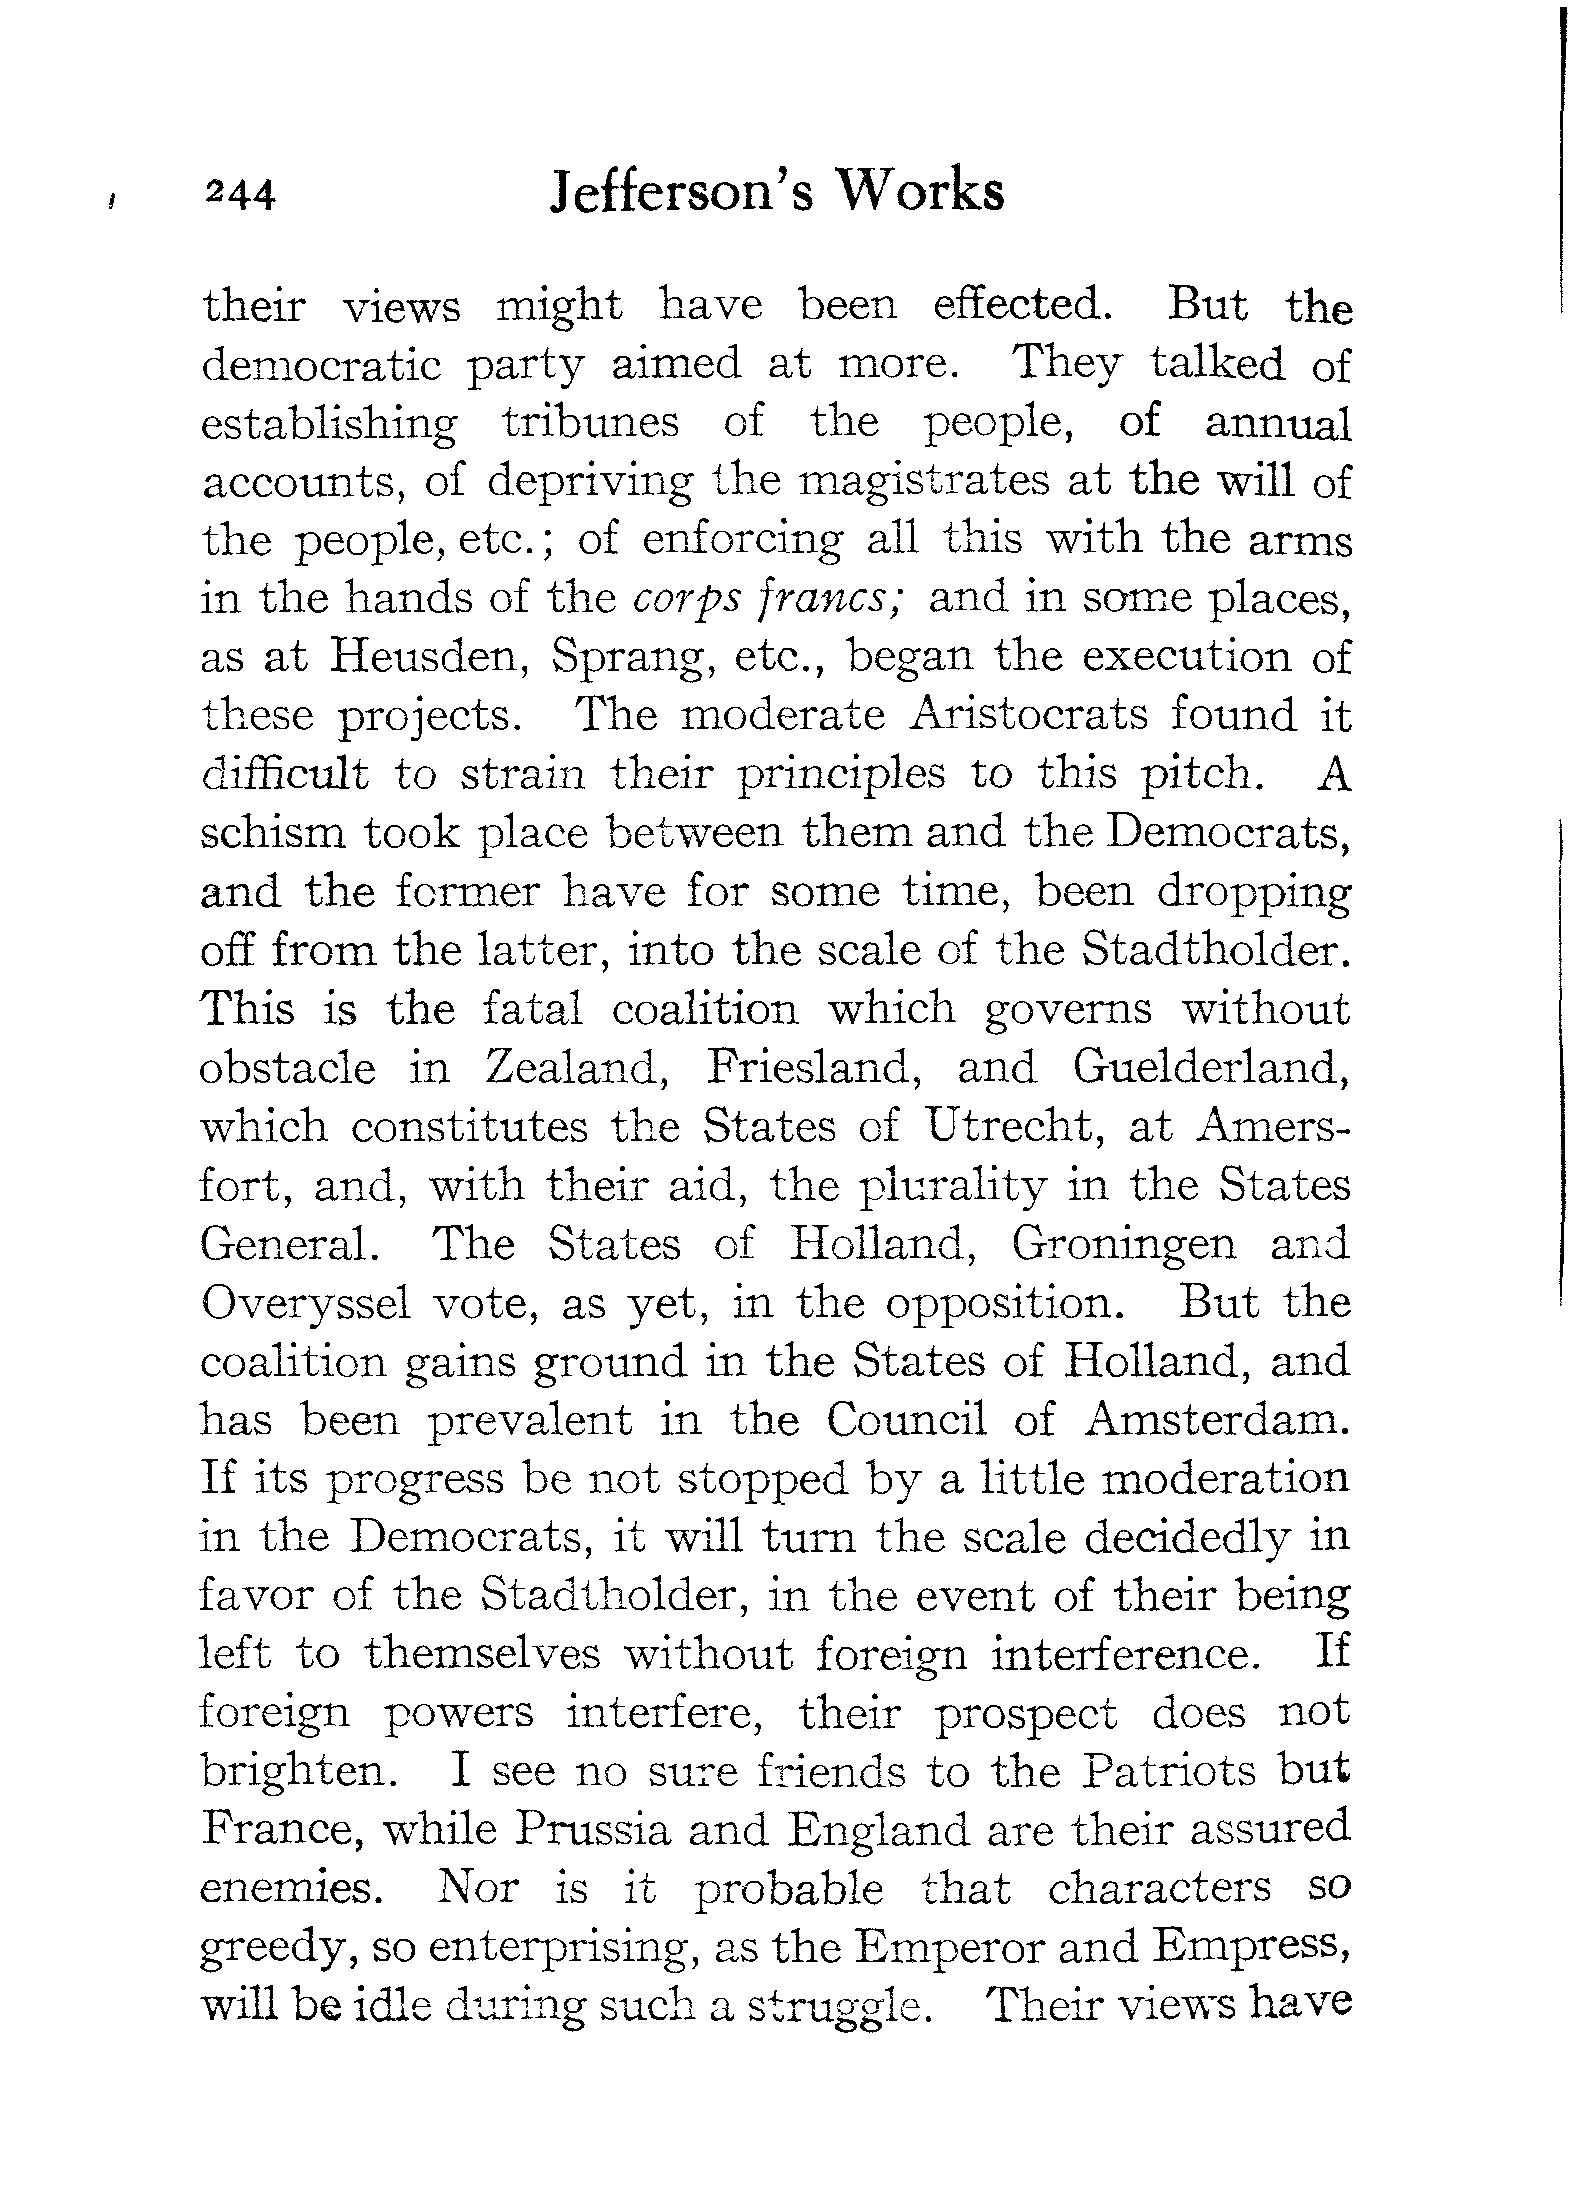 244 Jefferson's Works
their views might have been effected. But the
democratic party aimed at more. They talked of
establishing tribunes of the people, of annual
accounts, of depriving the magistrates at the will of
the people, etc.; of enforcing all this with the arms
in the hands of the corps francs; and in some places,
as at Heusden, Sprang, etc., began the execution of
these projects. The moderate Aristocrats found it
difficult to strain their principles to this pitch. A
schism took place between them and the Democrats,
and the former have for some time, been dropping
off from the latter, into the scale of the Stadtholder.
This is the fatal coalition which governs without
obstacle in Zealand, Friesland, and Guelderland,
which constitutes the States of Utrecht, at Amers-
fort, and, with their aid, the plurality in the States
General. The States of Holland, Groningen and
Overyssel vote, as yet, in the opposition. But the
coalition gains ground in the States of Holland, and
has been prevalent in the Council of Amsterdam.
If its progress be not stopped by a little moderation
in the Democrats, it will turn the scale decidedly in
favor of the Stadtholder, in the event of their being
left to themselves without foreign interference. If
foreign powers interfere, their prospect does not
brighten. I see no sure friends to the Patriots but
France, while Prussia and England are their assured
enemies. Nor is it probable that characters so
greedy, so enterprising, as the Emperor and Empress,
will be idle during such a struggle. Their views have